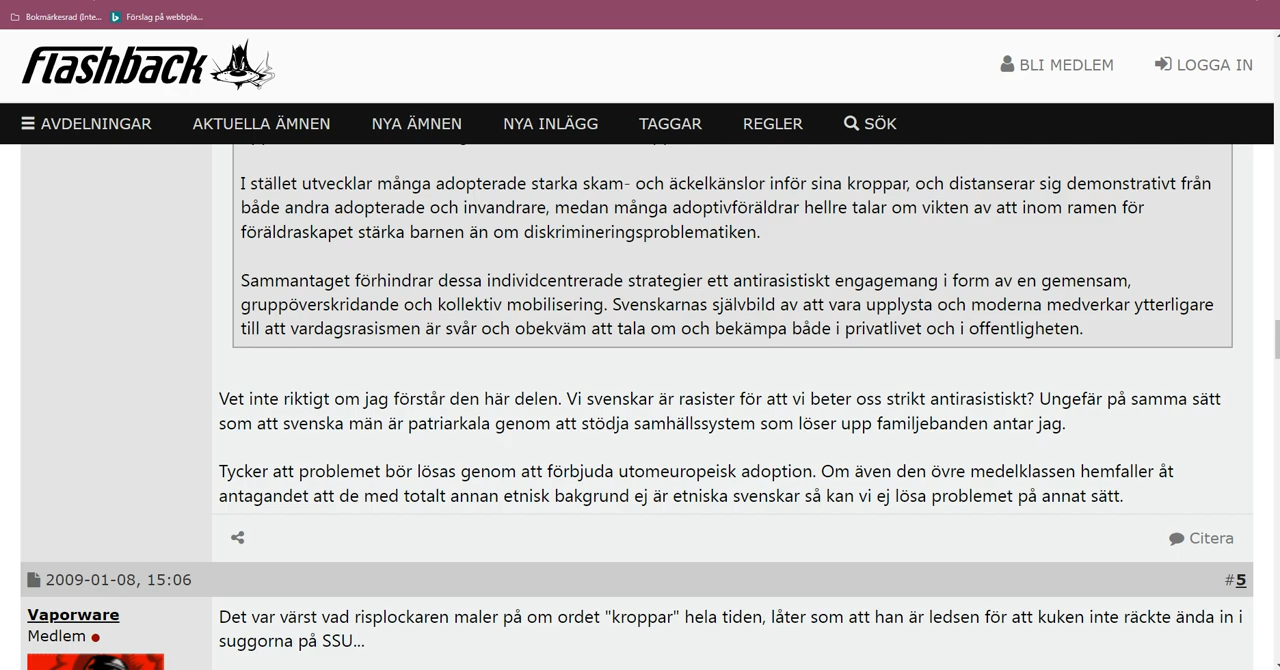 Bokmärkesrad (Inte...
Förslag på webbpla...
flashback
BLI MEDLEM
LOGGA IN
AVDELNINGAR
AKTUELLA ÄMNEN
NYA ÄMNEN
NYA INLÄGG
TAGGAR
REGLER
SÖK
I stället utvecklar många adopterade starka skam- och äckelkänslor inför sina kroppar, och distanserar sig demonstrativt från
både andra adopterade och invandrare, medan många adoptivföräldrar hellre talar om vikten av att inom ramen för
föräldraskapet stärka barnen än om diskrimineringsproblematiken.
Sammantaget förhindrar dessa individcentrerade strategier ett antirasistiskt engagemang i form av en gemensam,
gruppöverskridande och kollektiv mobilisering. Svenskarnas självbild av att vara upplysta och moderna medverkar ytterligare
till att vardagsrasismen är svår och obekväm att tala om och bekämpa både i privatlivet och i offentligheten.
Vet inte riktigt om jag förstår den här delen. Vi svenskar är rasister för att vi beter oss strikt antirasistiskt? Ungefär på samma sätt
som att svenska män är patriarkala genom att stödja samhällssystem som löser upp familjebanden antar jag.
Tycker att problemet bör lösas genom att förbjuda utomeuropeisk adoption. Om även den övre medelklassen hemfaller åt
antagandet att de med totalt annan etnisk bakgrund ej är etniska svenskar så kan vi ej lösa problemet på annat sätt.
Citera
2009-01-08, 15:06
#5
Vaporware
Medlem
Det var värst vad risplockaren maler på om ordet "kroppar" hela tiden, låter som att han är ledsen för att kuken inte räckte ända in i
suggorna på SSU...